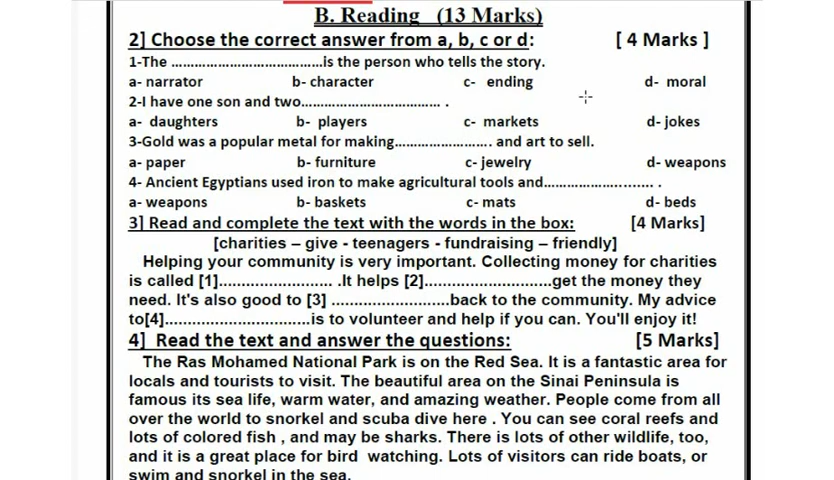 B. Reading (13 Marks)
2] Choose the correct answer from a, b, c or d: [ 4 Marks ]
1-The ……………………………….is the person who tells the story.
a- narrator b- character c- ending d- moral
2-I have one son and two……………………………. .
a- daughters b- players c- markets d- jokes
3-Gold was a popular metal for making……………………. and art to sell.
a- paper b- furniture c- jewelry d- weapons
4- Ancient Egyptians used iron to make agricultural tools and………………........ .
a- weapons b- baskets c- mats d- beds
3] Read and complete the text with the words in the box: [4 Marks]
[charities – give - teenagers - fundraising – friendly]
Helping your community is very important. Collecting money for charities
is called [1]………………………. .It helps [2]………………………….get the money they
need. It's also good to [3] ………………………..back to the community. My advice
to[4]……………………………..is to volunteer and help if you can. You'll enjoy it!
4] Read the text and answer the questions: [5 Marks]
The Ras Mohamed National Park is on the Red Sea. It is a fantastic area for
locals and tourists to visit. The beautiful area on the Sinai Peninsula is
famous its sea life, warm water, and amazing weather. People come from all
over the world to snorkel and scuba dive here . You can see coral reefs and
lots of colored fish , and may be sharks. There is lots of other wildlife, too,
and it is a great place for bird watching. Lots of visitors can ride boats, or
swim and snorkel in the sea.